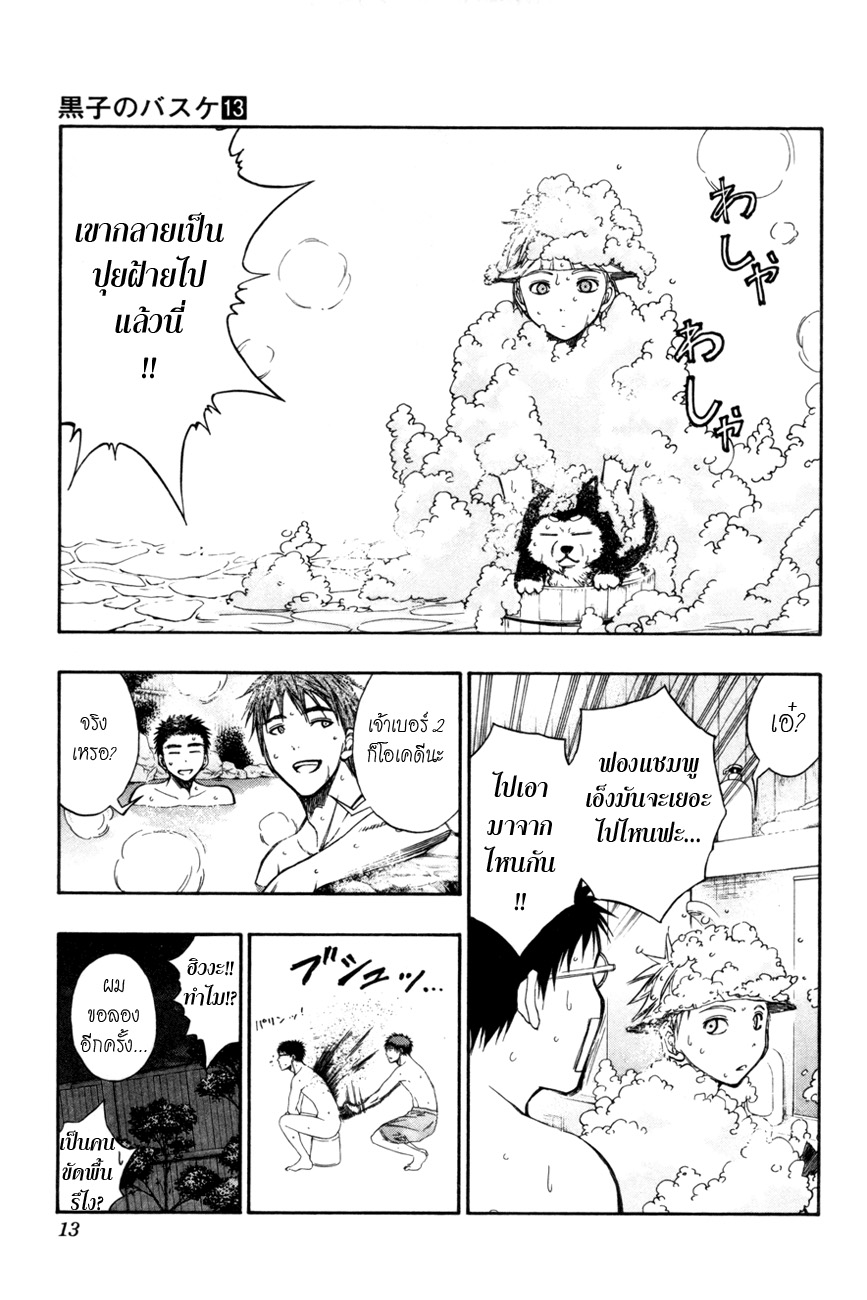 黒子のバスケ13
わしゃ
わしゃ
เขากลายเป็น
ปุยฝ้ายไป
แล้วนี่
!!
เอ๋?
ฟองแชมพู
เอ็งมันจะเยอะ
ไปไหนฟะ...
ไปเอา
มาจาก
ไหนกัน
!!
เจ้าเบอร์ 2
ก็โอเคดีนะ
จริง
เหรอ?
ブシュッ...
パリンッ!
ฮิวงะ!!
ทำไม!?
ผม
ขอลอง
อีกครั้ง...
เป็นคน
ขัดพื้น
รึไง?
13